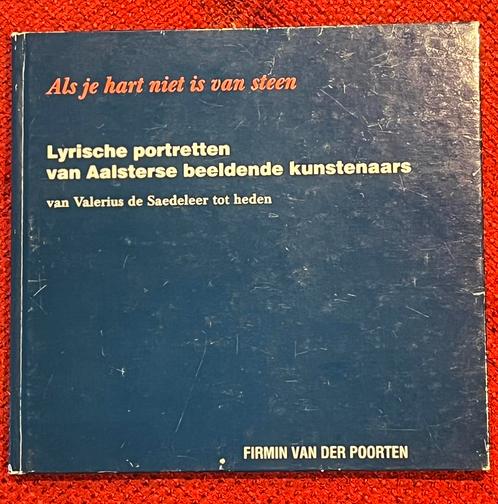 Als je hart niet is van steen
Lyrische portretten
van Aalsterse beeldende kunstenaars
van Valerius de Saedeleer tot heden
FIRMIN VAN DER POORTEN